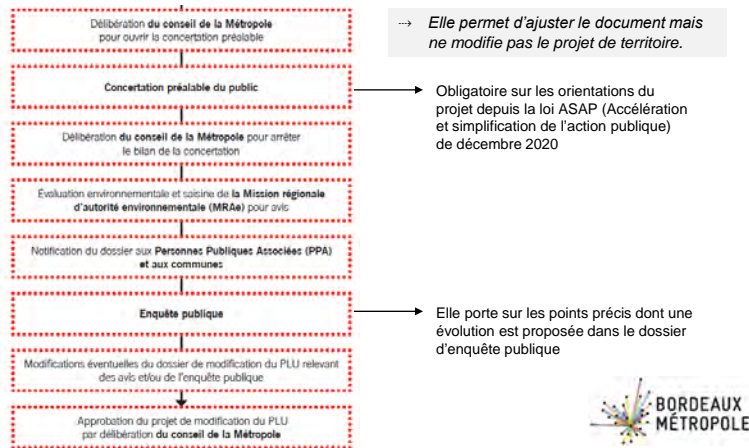 Délibération du conseil de la Métropole
pour ouvrir la concertation préalable
⇢ Elle permet d'ajuster le document mais
ne modifie pas le projet de territoire.
Concertation préalable du public
Obligatoire sur les orientations du
projet depuis la loi ASAP (Accélération
et simplification de l'action publique)
de décembre 2020
Délibération du conseil de la Métropole pour arrêter
le bilan de la concertation
Évaluation environnementale et saisine de la Mission régionale
d'autorité environnementale (MRAe) pour avis
Notification du dossier aux Personnes Publiques Associées (PPA)
et aux communes
Enquête publique
Elle porte sur les points précis dont une
évolution est proposée dans le dossier
d'enquête publique
Modifications éventuelles du dossier de modification du PLU relevant
des avis et/ou de l'enquête publique
Approbation du projet de modification du PLU
par délibération du conseil de la Métropole
BORDEAUX
MÉTROPOLE